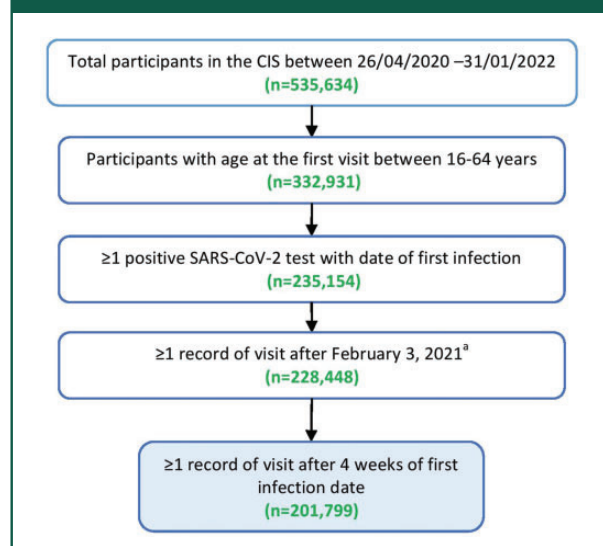 Total participants in the CIS between 26/04/2020 –31/01/2022
(n=535,634)
Participants with age at the first visit between 16-64 years
(n=332,931)
≥1 positive SARS-CoV-2 test with date of first infection
(n=235,154)
≥1 record of visit after February 3, 2021ᵃ
(n=228,448)
≥1 record of visit after 4 weeks of first
infection date
(n=201,799)